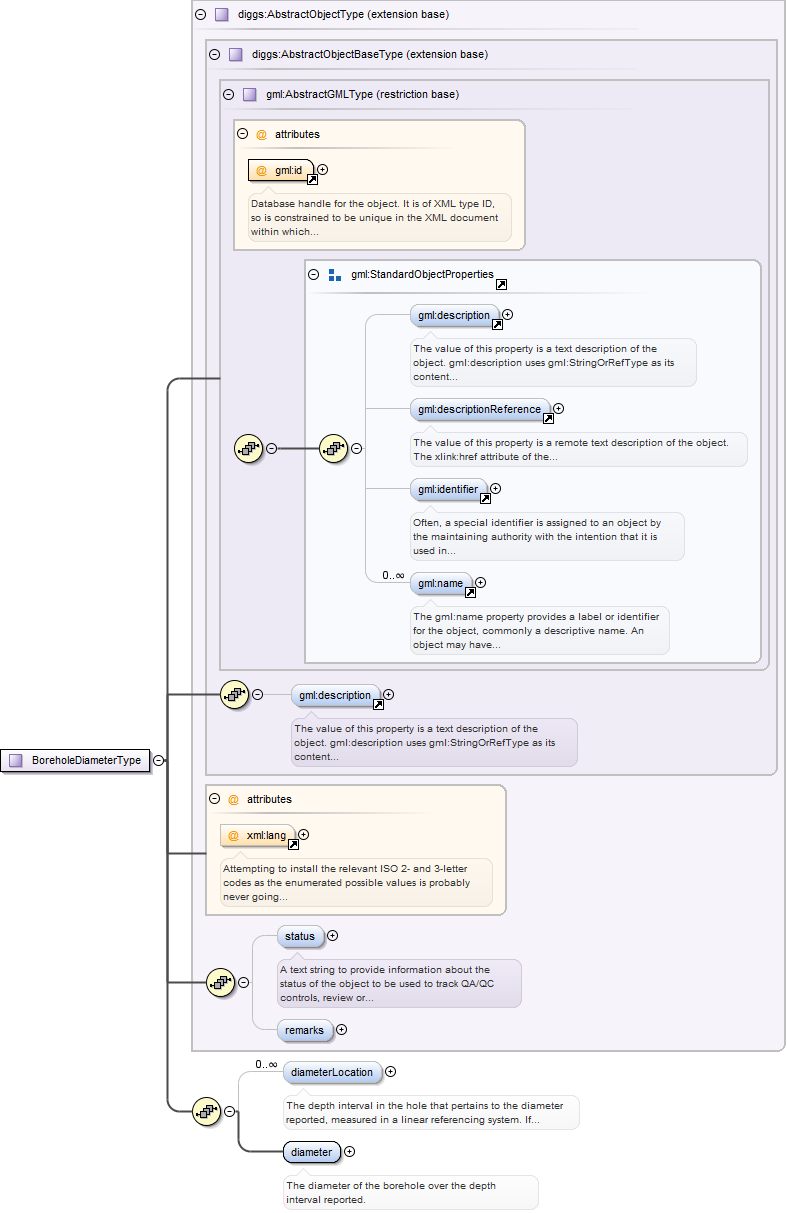 diggs:AbstractObjectType (extension base)
diggs:AbstractObjectBaseType (extension base)
gml:AbstractGMLType (restriction base)
@ attributes
@ gml:id
Database handle for the object. It is of XML type ID,
so is constrained to be unique in the XML document
within which...
gml:StandardObjectProperties
gml:description
The value of this property is a text description of the
object. gml:description uses gml:StringOrRefType as its
content...
gml:descriptionReference
The value of this property is a remote text description of the object.
The xlink:href attribute of the...
gml:identifier
Often, a special identifier is assigned to an object by
the maintaining authority with the intention that it is
used in...
0..∞
gml:name
The gml:name property provides a label or identifier
for the object, commonly a descriptive name. An
object may have...
gml:description
The value of this property is a text description of the
object. gml:description uses gml:StringOrRefType as its
content...
BoreholeDiameterType
@ attributes
@ xml:lang
Attempting to install the relevant ISO 2- and 3-letter
codes as the enumerated possible values is probably
never going...
status
A text string to provide information about the
status of the object to be used to track QA/QC
controls, review or...
remarks
0..∞
diameterLocation
The depth interval in the hole that pertains to the diameter
reported, measured in a linear referencing system. If...
diameter
The diameter of the borehole over the depth
interval reported.